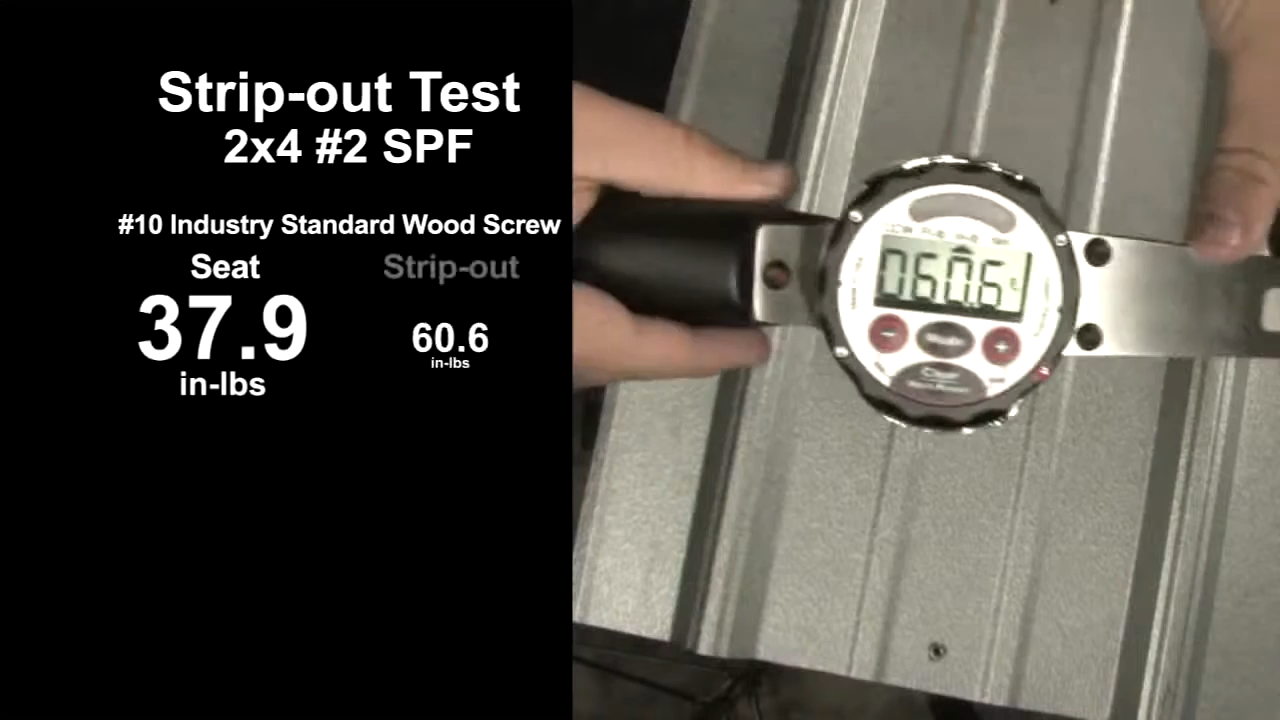 Strip-out Test
2x4 #2 SPF
#10 Industry Standard Wood Screw
Seat Strip-out
37.9 60.6
in-lbs in-lbs
060.6